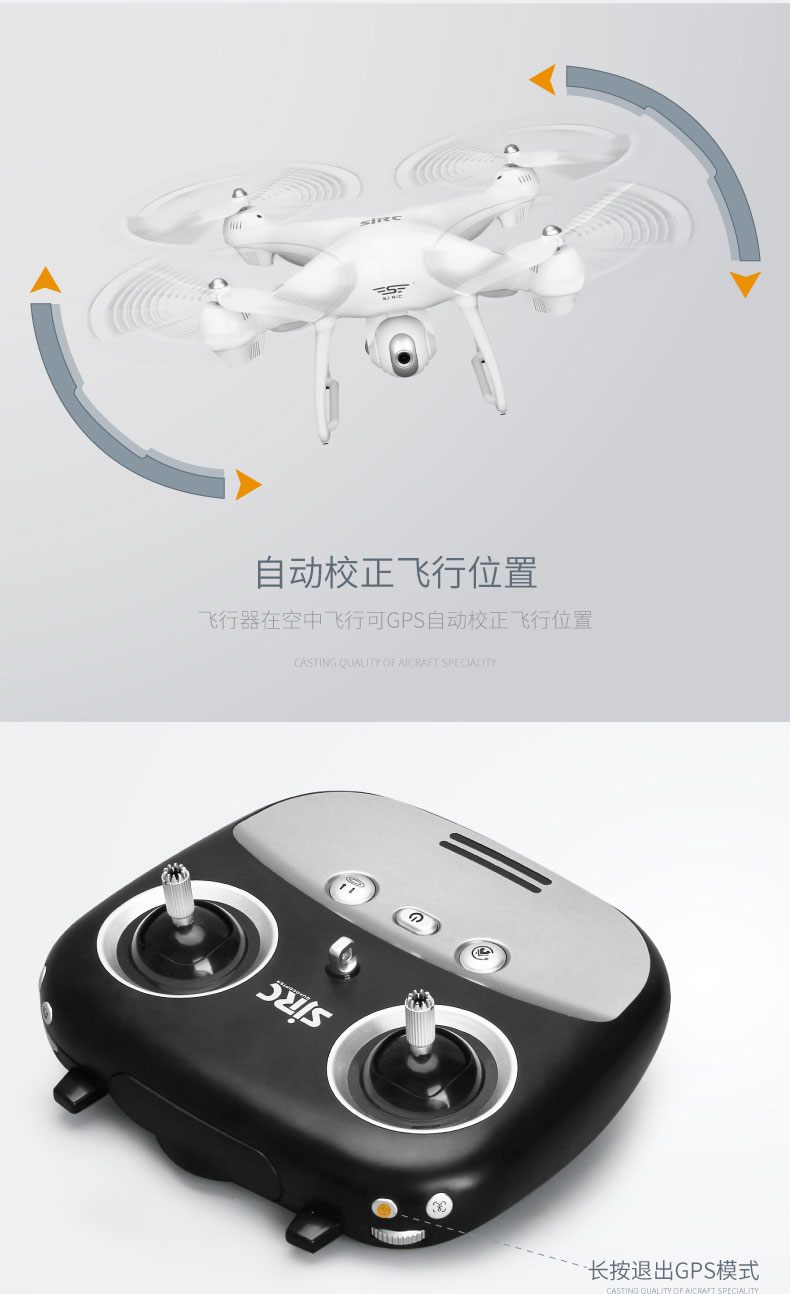 SJRC
SJ R/C
自动校正飞行位置
飞行器在空中飞行可GPS自动校正飞行位置
CASTING QUALITY OF AICRAFT SPECIALITY
SJRC
QUADCOPTER
长按退出GPS模式
CASTING QUALITY OF AICRAFT SPECIALITY